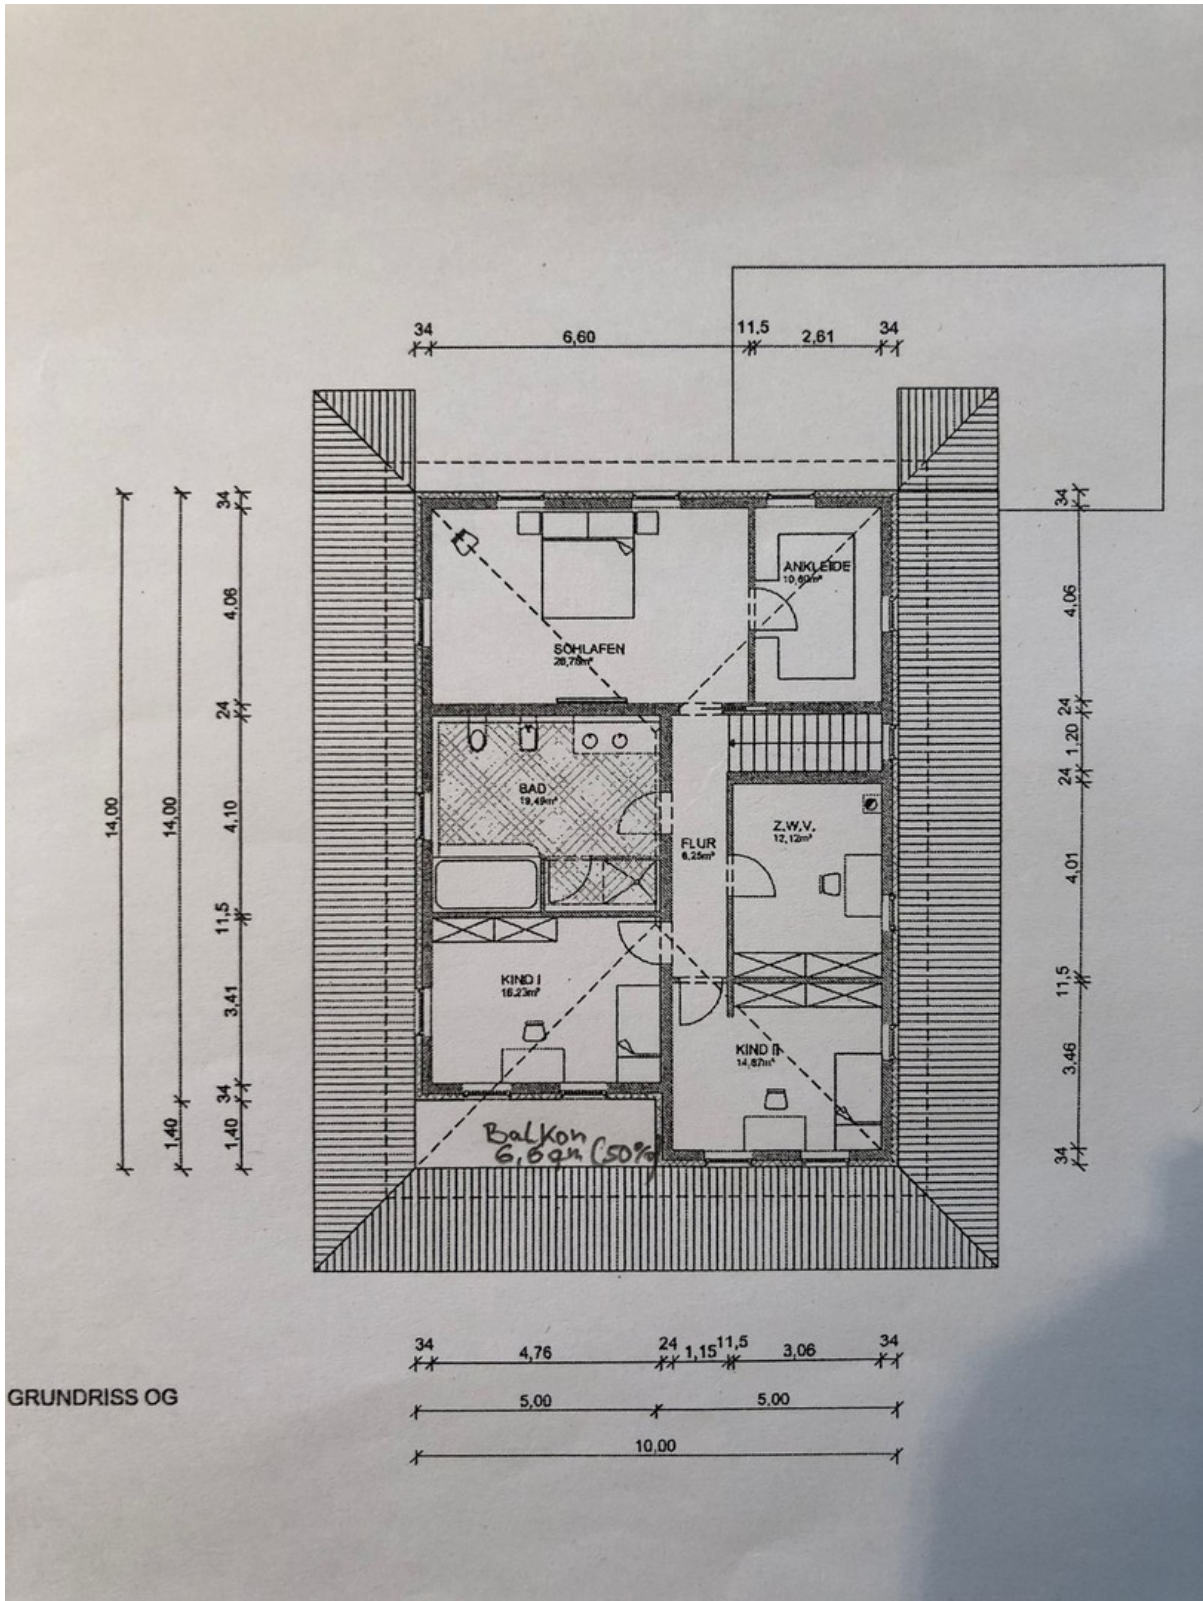 34
6,60
11,5
2,61
34
34
4,06
24
4,10
11,5
3,41
34
1,40
14,00
1,40
14,00
34
4,06
24
1,20
24
4,01
11,5
3,46
34
ANKLEIDE
10,60m²
SCHLAFEN
26,78m²
BAD
19,49m²
FLUR
6,25m²
Z.W.V.
12,12m²
KIND I
16,23m²
KIND II
14,67m²
Balkon
6,6 qm (50%)
34
4,76
24
1,15
11,5
3,06
34
5,00
5,00
10,00
GRUNDRISS OG